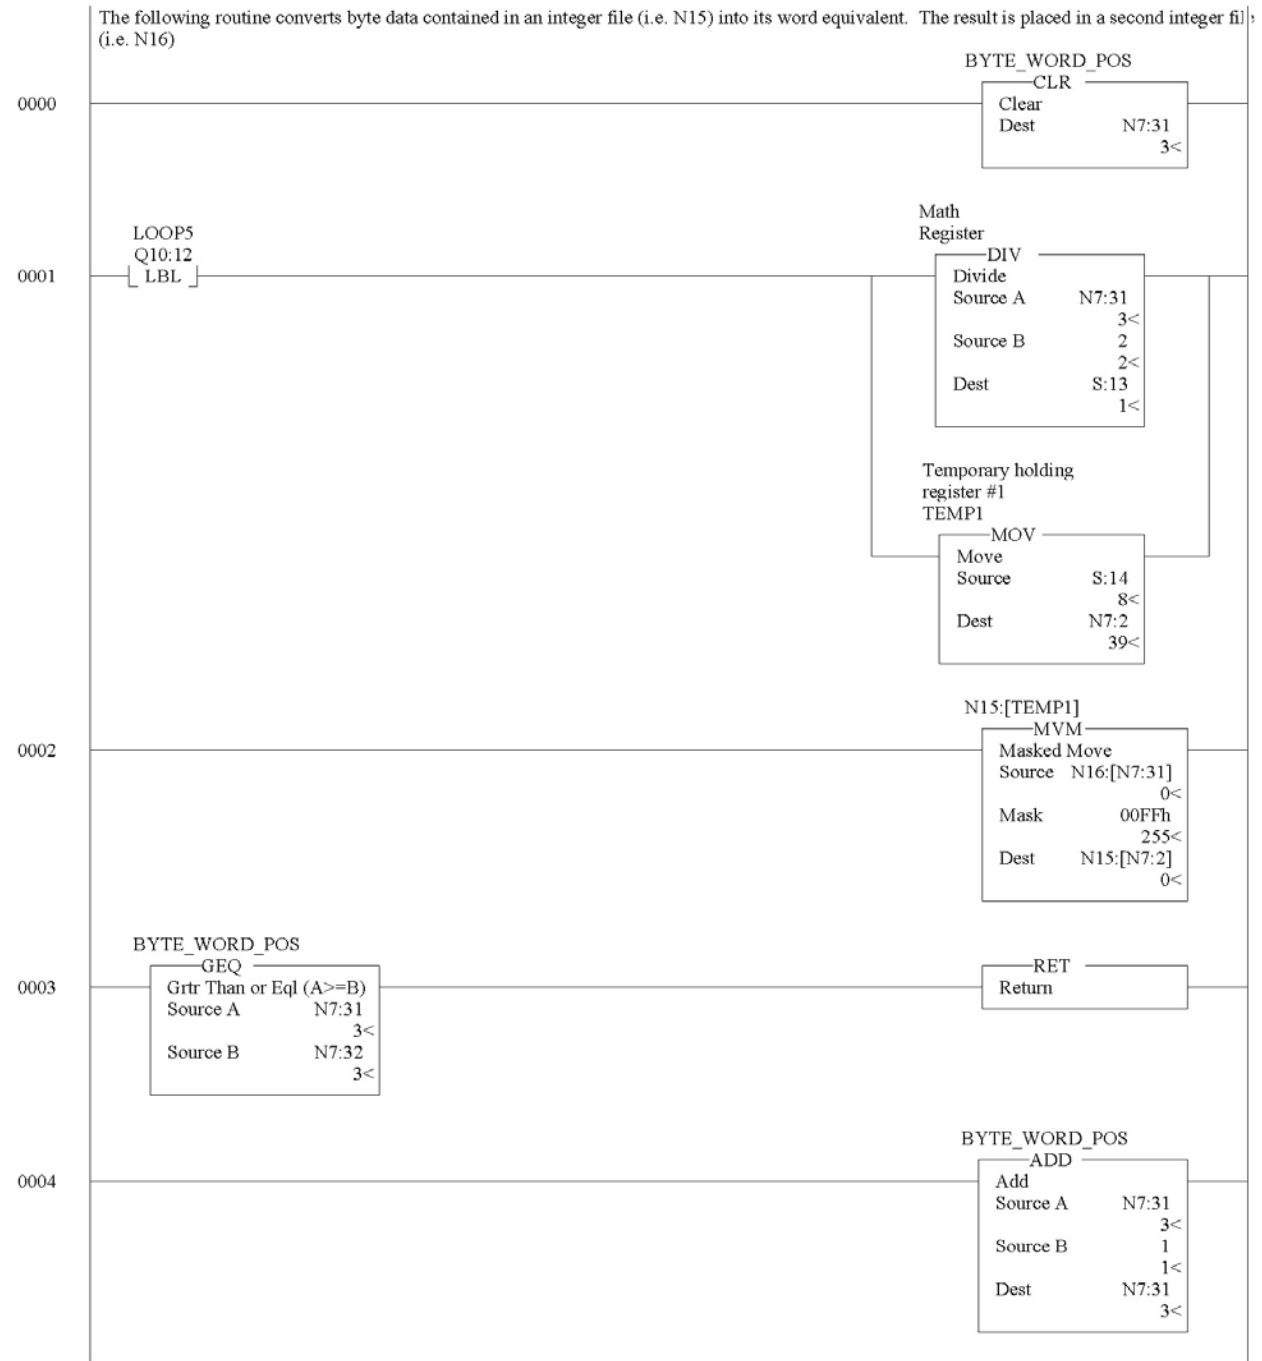 The following routine converts byte data contained in an integer file (i.e. N15) into its word equivalent. The result is placed in a second integer file
(i.e. N16)
BYTE_WORD_POS
CLR
0000
Clear
Dest N7:31
3<
Math
Register
LOOP5
Q10:12
DIV
0001
LBL
Divide
Source A N7:31
3<
Source B 2
2<
Dest S:13
1<
Temporary holding
register #1
TEMP1
MOV
Move
Source S:14
8<
Dest N7:2
39<
N15:[TEMP1]
MVM
0002
Masked Move
Source N16:[N7:31]
0<
Mask 00FFh
255<
Dest N15:[N7:2]
0<
BYTE_WORD_POS
GEQ
0003
Grtr Than or Eql (A>=B)
Source A N7:31
3<
Source B N7:32
3<
RET
Return
BYTE_WORD_POS
ADD
0004
Add
Source A N7:31
3<
Source B 1
1<
Dest N7:31
3<